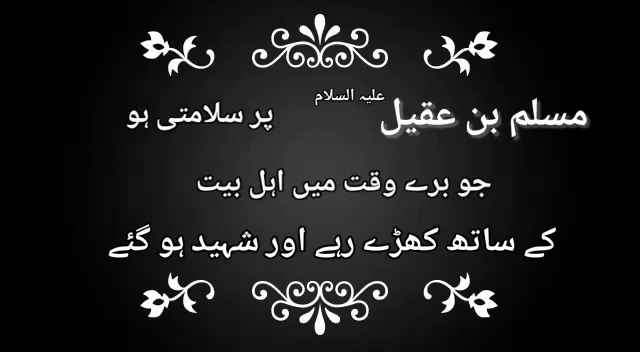 مسلم بن عقیل علیہ السلام پر سلامتی ہو
جو برے وقت میں اہل بیت
کے ساتھ کھڑے رہے اور شہید ہو گئے